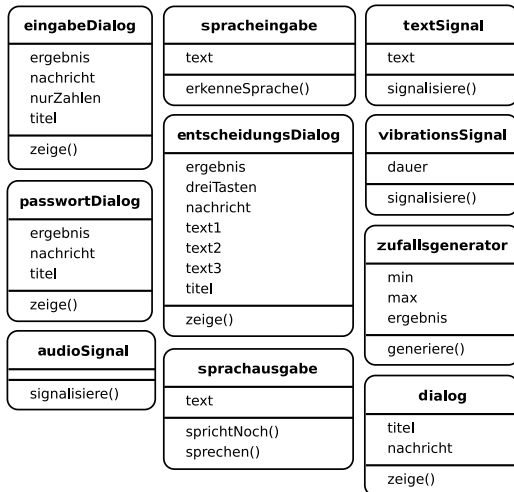 eingabeDialog
ergebnis
nachricht
nurZahlen
titel
zeige()
passwortDialog
ergebnis
nachricht
titel
zeige()
audioSignal
signalisiere()
spracheingabe
text
erkenneSprache()
entscheidungsDialog
ergebnis
dreiTasten
nachricht
text1
text2
text3
titel
zeige()
sprachausgabe
text
sprichtNoch()
sprechen()
textSignal
text
signalisiere()
vibrationsSignal
dauer
signalisiere()
zufallsgenerator
min
max
ergebnis
generiere()
dialog
titel
nachricht
zeige()